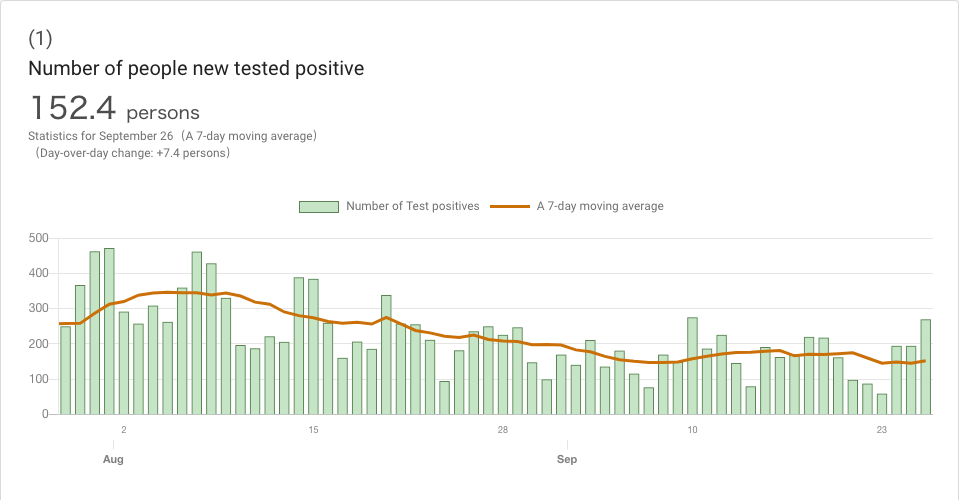 (1)
Number of people new tested positive
152.4 persons
Statistics for September 26（A 7-day moving average）
（Day-over-day change: +7.4 persons）
Number of Test positives A 7-day moving average
500
400
300
200
100
0
2 15 28 10 23
Aug Sep